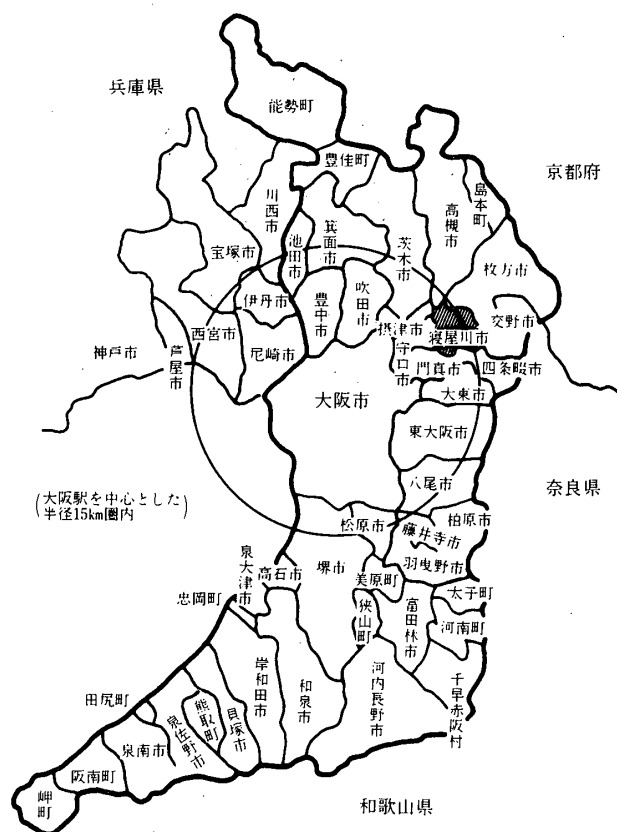 兵庫県
能勢町
京都府
豊能町
島本町
川西市
高槻市
箕面市
池田市
茨木市
宝塚市
枚方市
吹田市
豊中市
伊丹市
摂津市
寝屋川市
交野市
西宮市
守口市
神戸市
芦屋市
尼崎市
門真市
四条畷市
大阪市
大東市
東大阪市
八尾市
奈良県
(大阪駅を中心とした
半径15km圏内)
松原市
柏原市
藤井寺市
羽曳野市
泉大津市
高石市
堺市
美原町
太子町
忠岡町
狭山町
富田林市
河南町
岸和田市
和泉市
河内長野市
千早赤阪村
田尻町
熊取町
貝塚市
泉佐野市
泉南市
阪南町
岬町
和歌山県